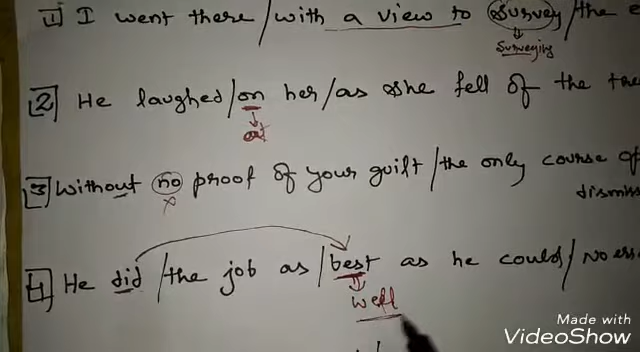 [1] I went there / with a view to survey / the
Surveying
[2] He laughed / on her / as she fell of the
at
[3] Without no proof of your guilt / the only course of
x
[4] He did / the job as / best as he could / No
well
Made with
VideoShow